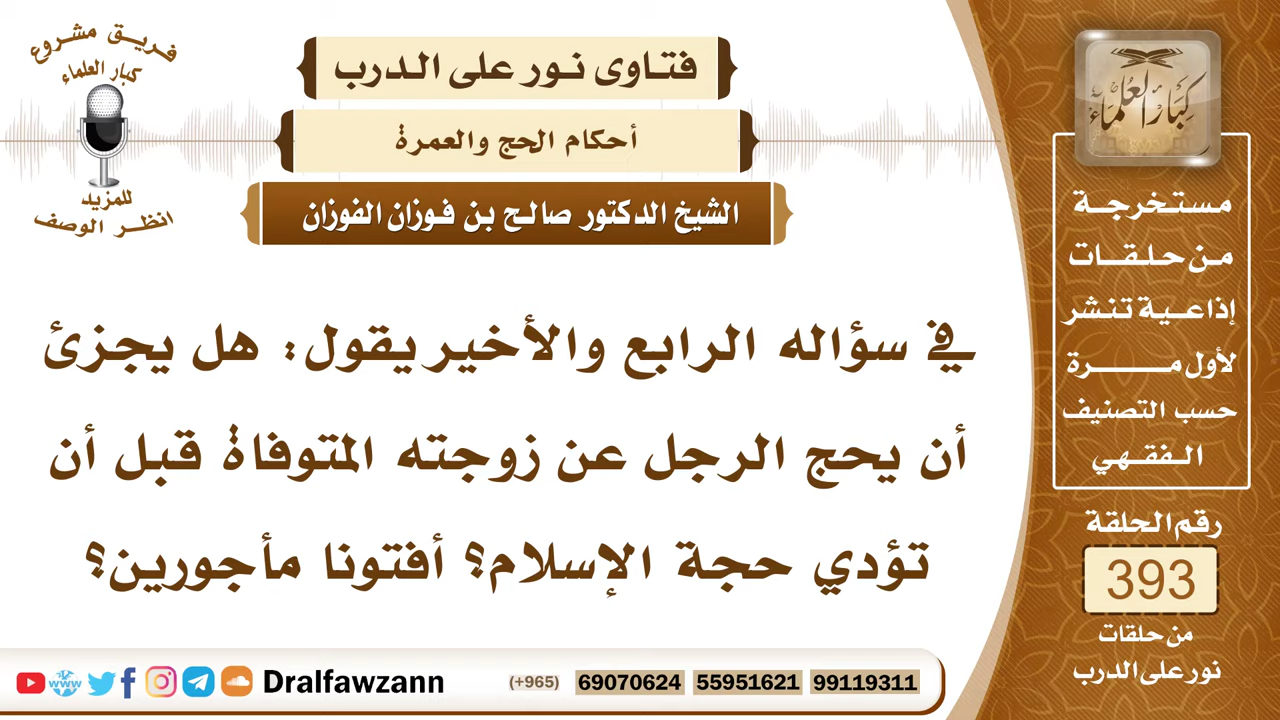 فريق مشروع
كبار العلماء
للمزيد
انظر الوصف
فتاوى نور على الدرب
أحكام الحج والعمرة
الشيخ الدكتور صالح بن فوزان الفوزان
في سؤاله الرابع والأخير يقول: هل يجزئ
أن يحج الرجل عن زوجته المتوفاة قبل أن
تؤدي حجة الإسلام؟ أفتونا مأجورين؟
كبار العلماء
مستخرجة
من حلقات
إذاعية تنشر
لأول مرة
حسب التصنيف
الفقهي
رقم الحلقة
393
من حلقات
نور على الدرب
www Dralfawzann (+965) 69070624 55951621 99119311